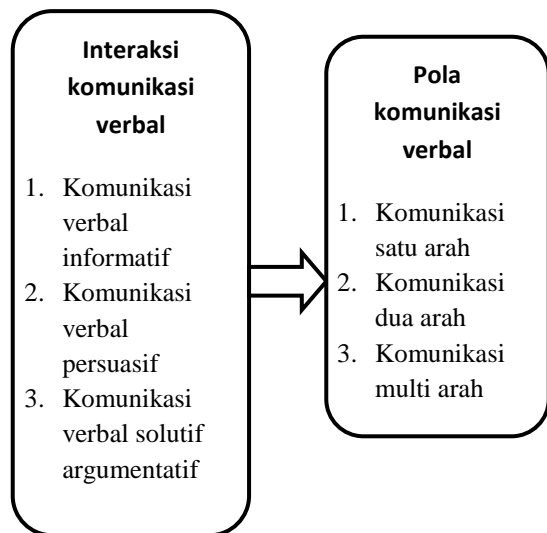 Interaksi
komunikasi
verbal
1. Komunikasi
verbal
informatif
2. Komunikasi
verbal
persuasif
3. Komunikasi
verbal solutif
argumentatif
Pola
komunikasi
verbal
1. Komunikasi
satu arah
2. Komunikasi
dua arah
3. Komunikasi
multi arah